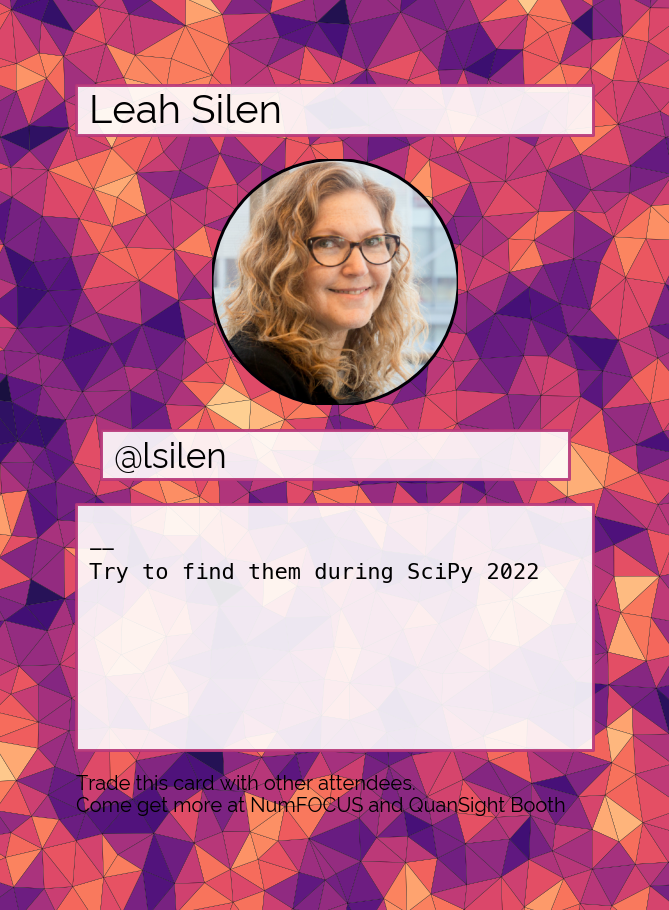 Leah Silen
@lsilen
——
Try to find them during SciPy 2022
Trade this card with other attendees.
Come get more at NumFOCUS and QuanSight Booth